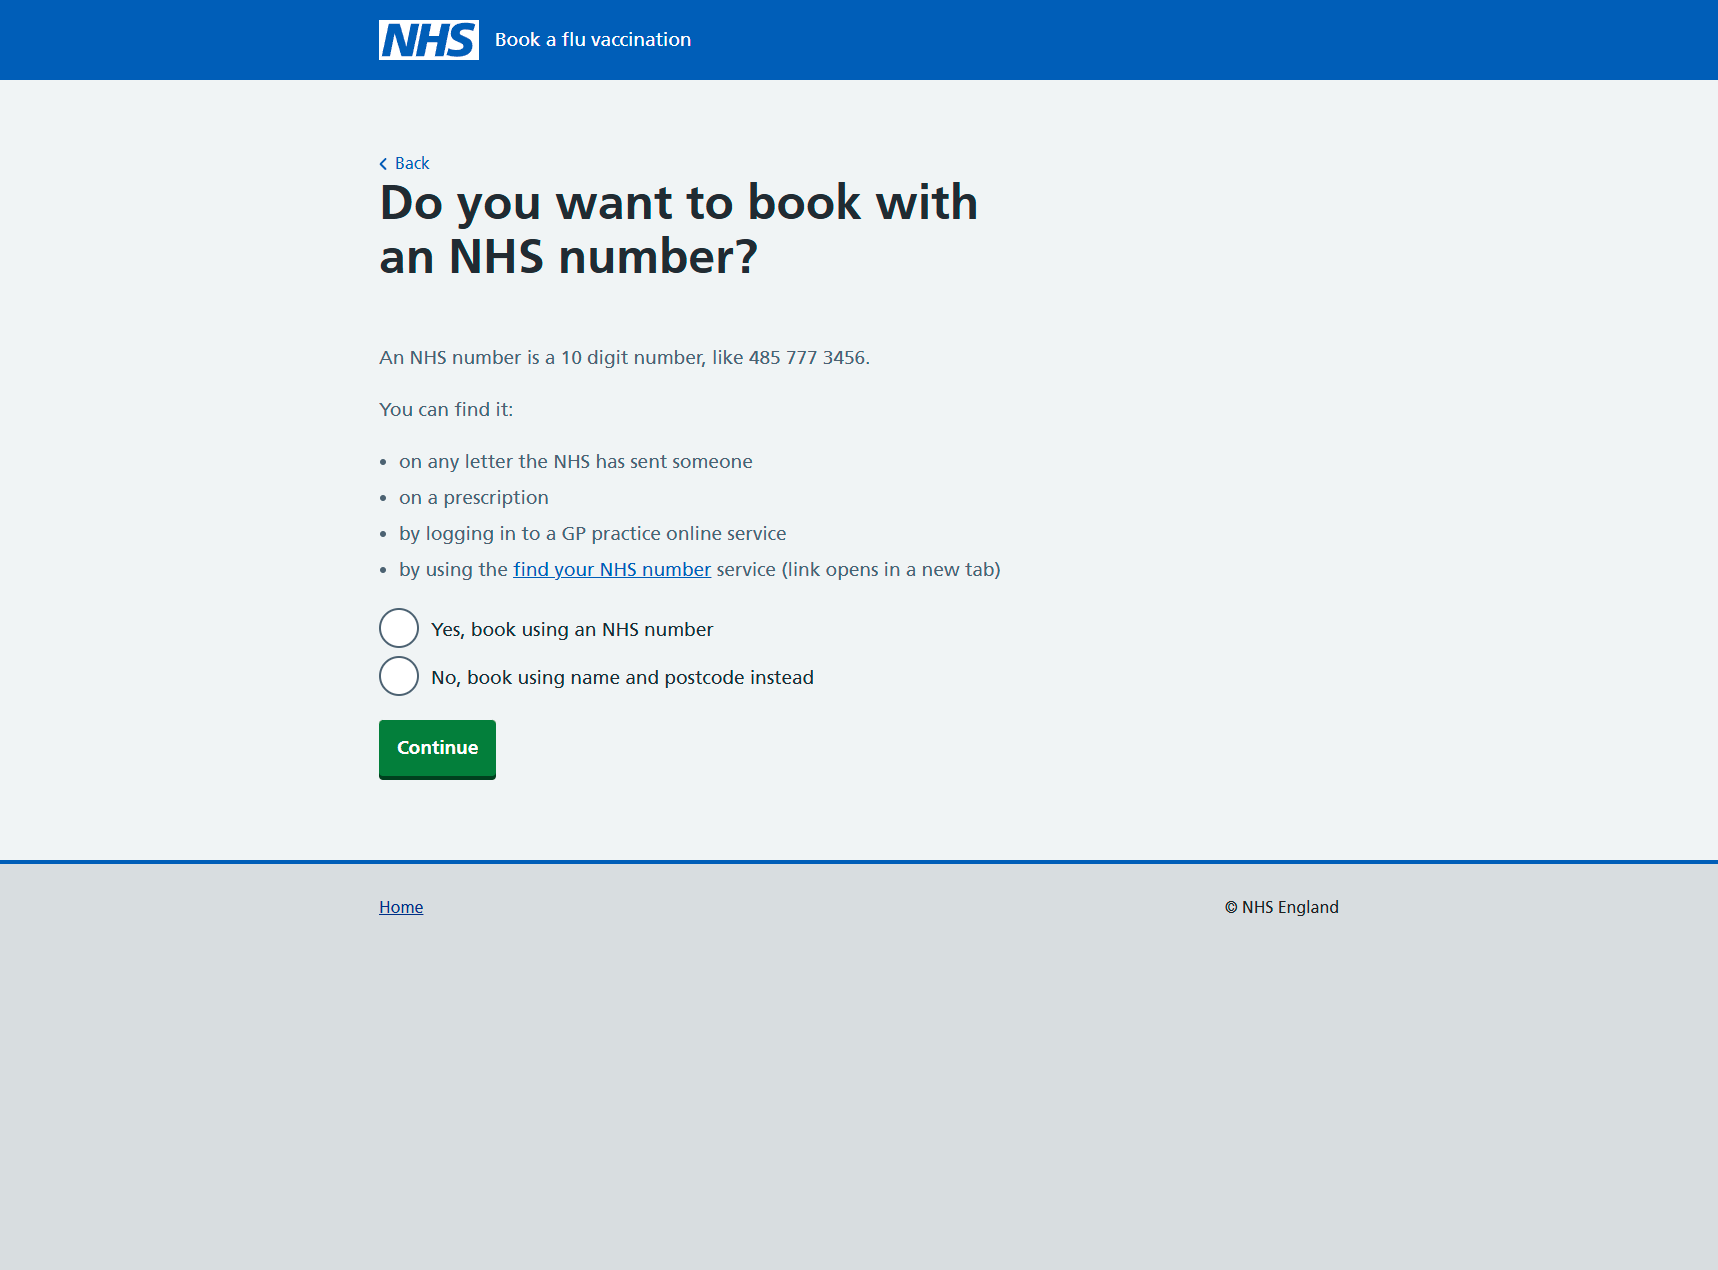 NHS Book a flu vaccination
Back
Do you want to book with
an NHS number?
An NHS number is a 10 digit number, like 485 777 3456.
You can find it:
• on any letter the NHS has sent someone
• on a prescription
• by logging in to a GP practice online service
• by using the find your NHS number service (link opens in a new tab)
Yes, book using an NHS number
No, book using name and postcode instead
Continue
Home © NHS England